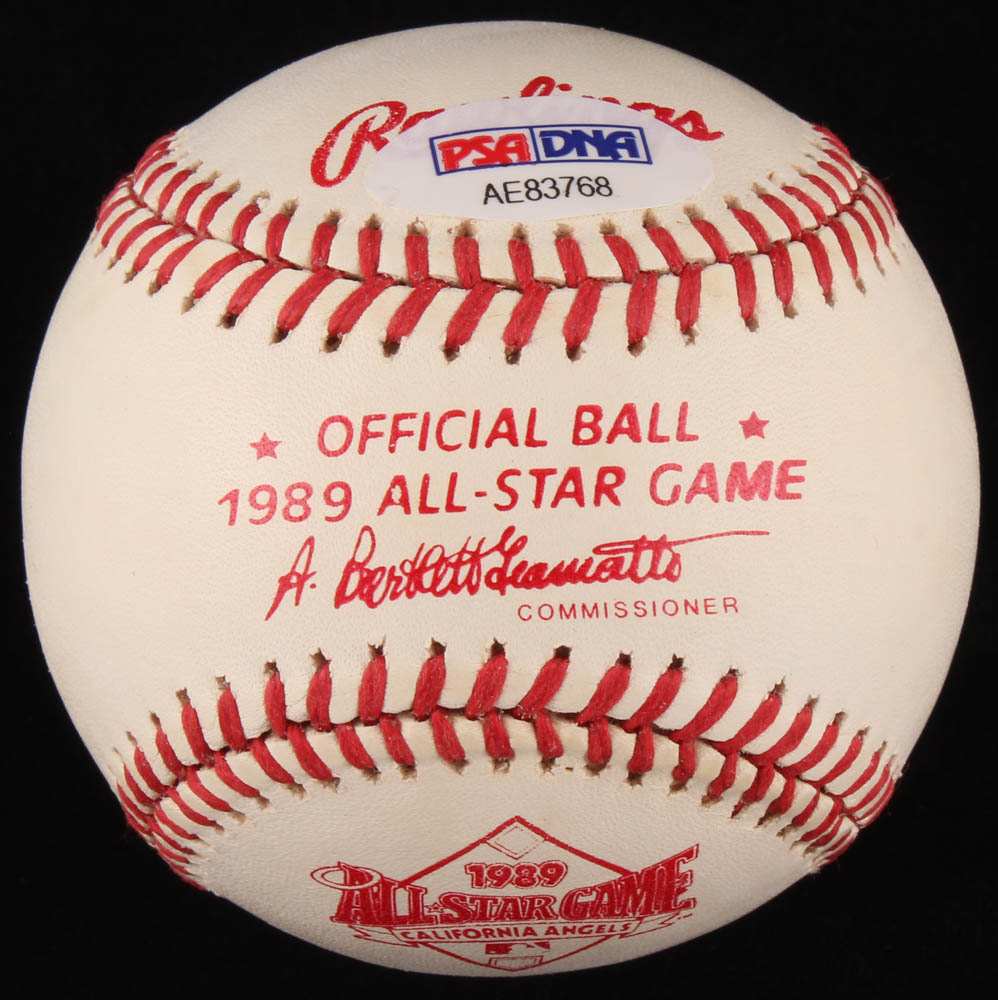 Rawlings
PSA DNA
AE83768
OFFICIAL BALL
1989 ALL-STAR GAME
A. Bartlett Giamatti
COMMISSIONER
1989
ALL-STAR GAME
CALIFORNIA ANGELS